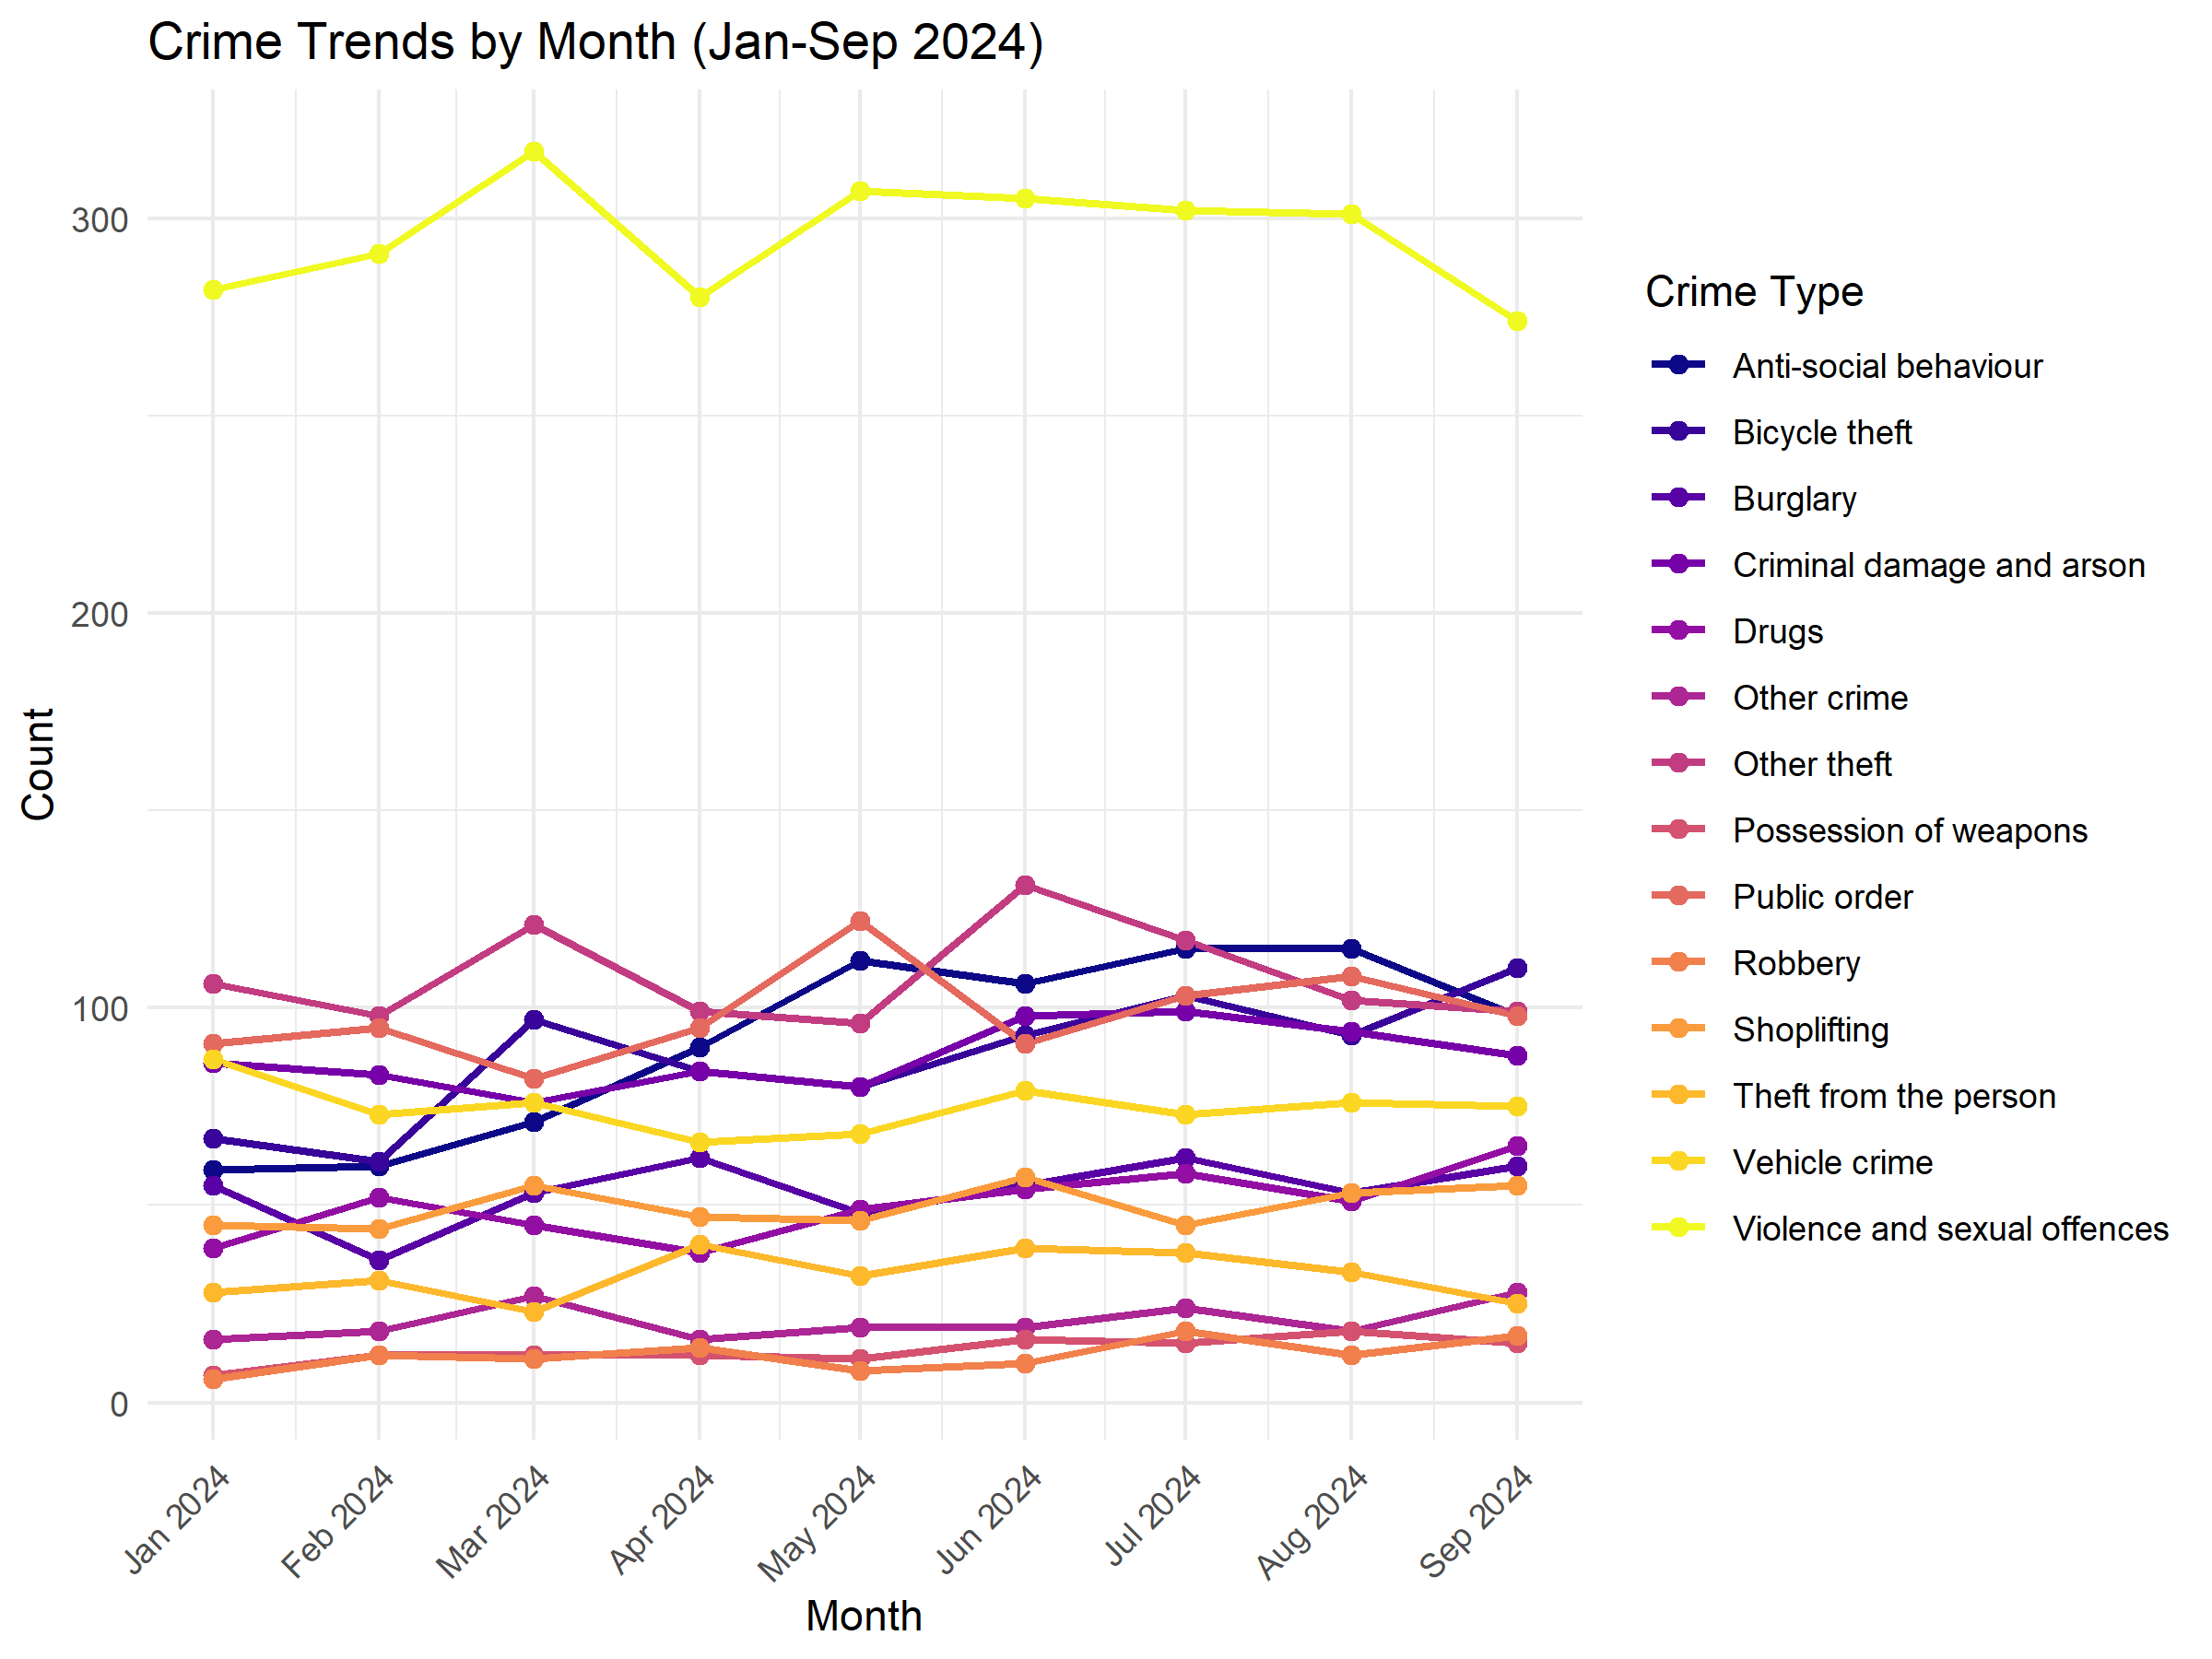 Crime Trends by Month (Jan-Sep 2024)
300
200
100
0
Count
Jan 2024
Feb 2024
Mar 2024
Apr 2024
May 2024
Jun 2024
Jul 2024
Aug 2024
Sep 2024
Month
Crime Type
Anti-social behaviour
Bicycle theft
Burglary
Criminal damage and arson
Drugs
Other crime
Other theft
Possession of weapons
Public order
Robbery
Shoplifting
Theft from the person
Vehicle crime
Violence and sexual offences